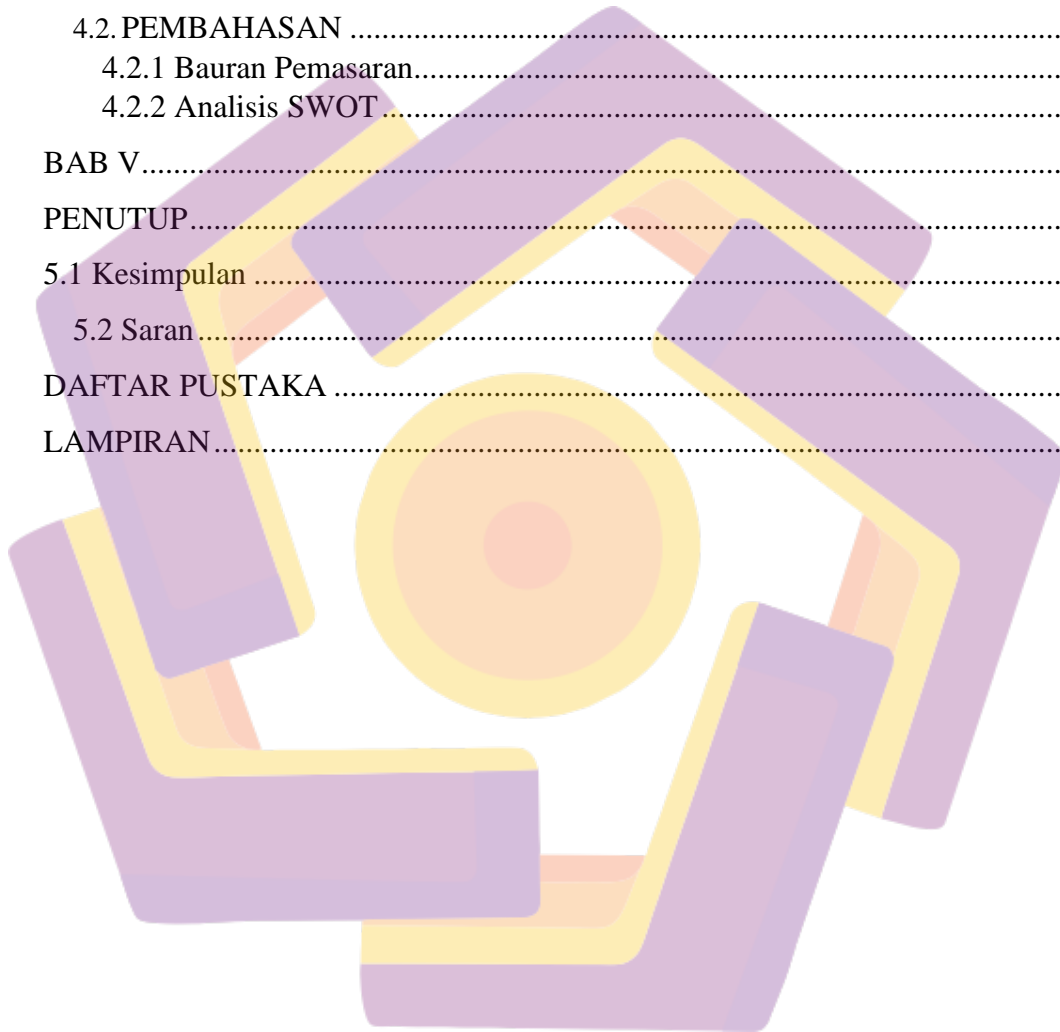 4.2. PEMBAHASAN ....................................................................................................
4.2.1 Bauran Pemasaran............................................................................................
4.2.2 Analisis SWOT ................................................................................................
BAB V..........................................................................................................................
PENUTUP....................................................................................................................
5.1 Kesimpulan ............................................................................................................
5.2 Saran ......................................................................................................................
DAFTAR PUSTAKA ..................................................................................................
LAMPIRAN.................................................................................................................